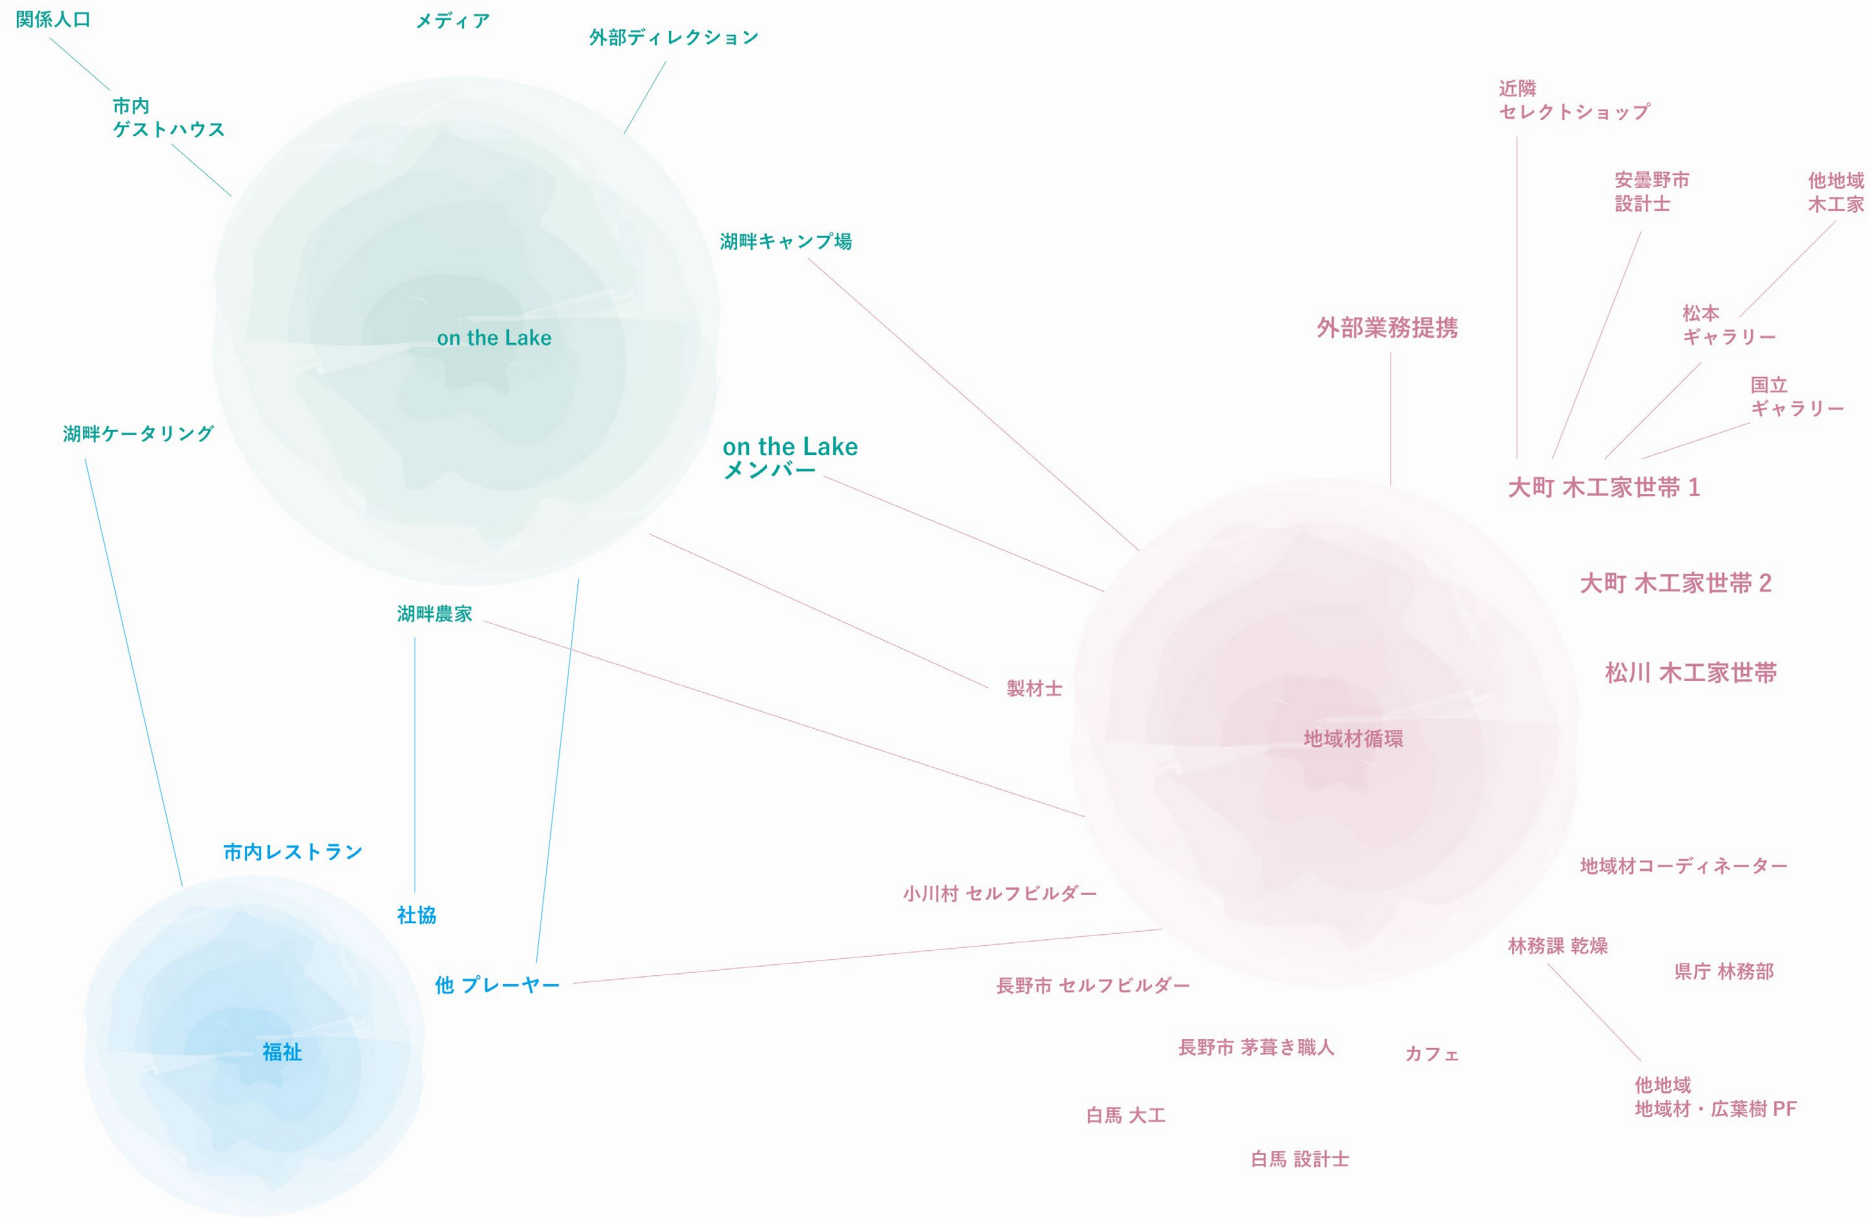 関係人口
メディア
外部ディレクション
市内
ゲストハウス
近隣
セレクトショップ
安曇野市
設計士
他地域
木工家
湖畔キャンプ場
on the Lake
外部業務提携
松本
ギャラリー
国立
ギャラリー
湖畔ケータリング
on the Lake
メンバー
大町 木工家世帯 1
大町 木工家世帯 2
湖畔農家
松川 木工家世帯
製材士
地域材循環
市内レストラン
地域材コーディネーター
小川村 セルフビルダー
社協
林務課 乾燥
県庁 林務部
他 プレーヤー
長野市 セルフビルダー
福祉
長野市 茅葺き職人
カフェ
他地域
地域材・広葉樹 PF
白馬 大工
白馬 設計士